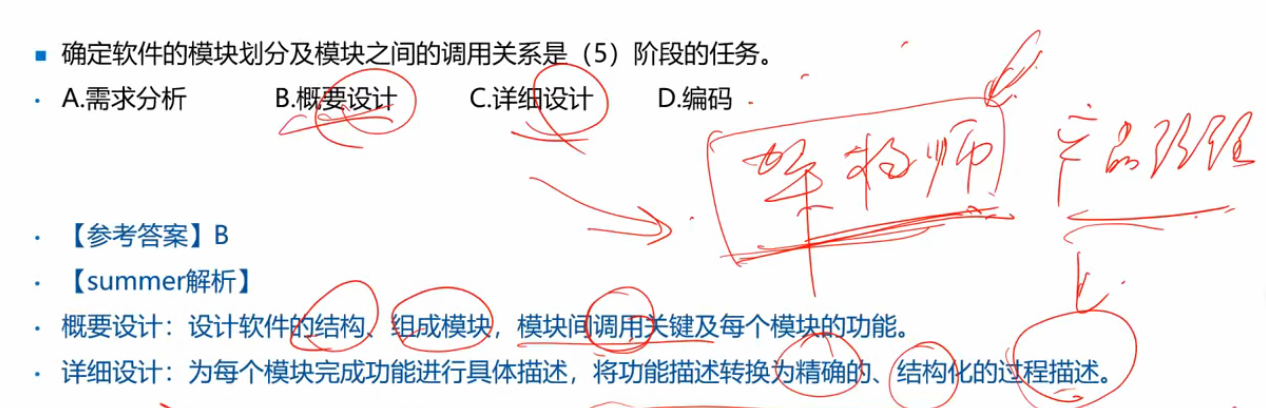 ■ 确定软件的模块划分及模块之间的调用关系是（5）阶段的任务。
· A.需求分析 B.概要设计 C.详细设计 D.编码
架构师 产品经理
· 【参考答案】B
· 【summer解析】
· 概要设计：设计软件的结构、组成模块，模块间调用关键及每个模块的功能。
· 详细设计：为每个模块完成功能进行具体描述，将功能描述转换为精确的、结构化的过程描述。